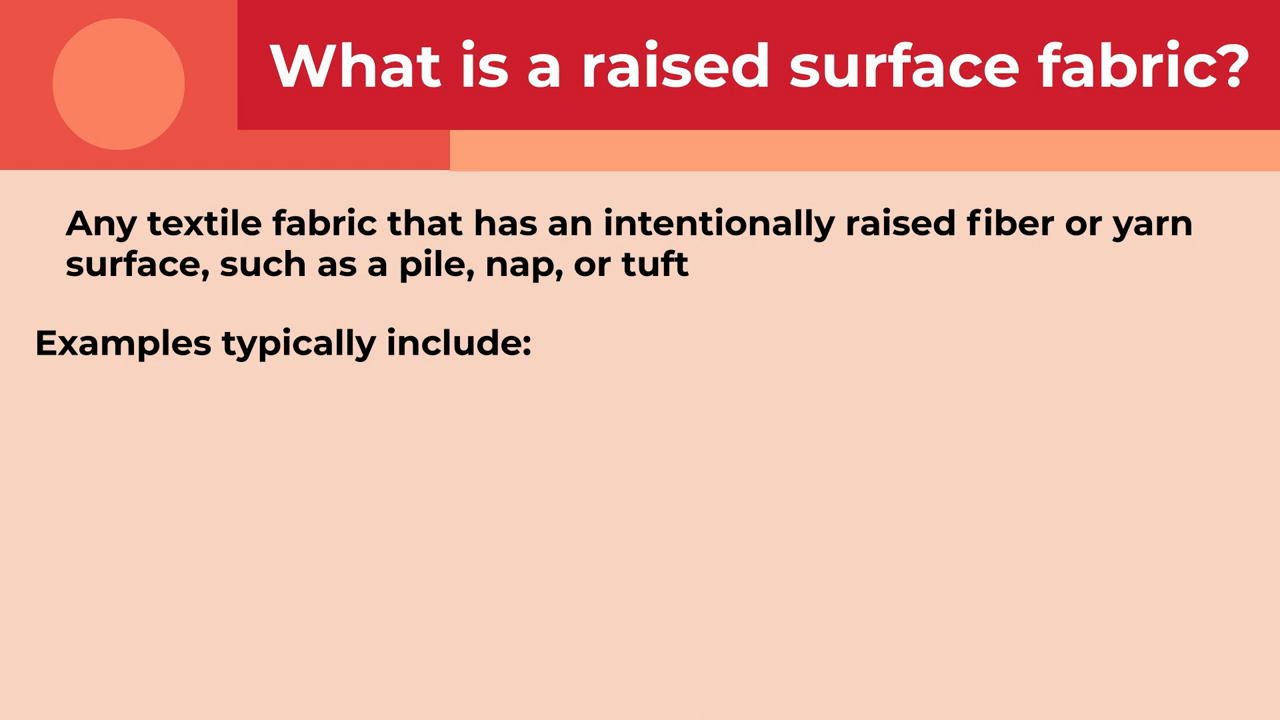 What is a raised surface fabric?
Any textile fabric that has an intentionally raised fiber or yarn
surface, such as a pile, nap, or tuft
Examples typically include: